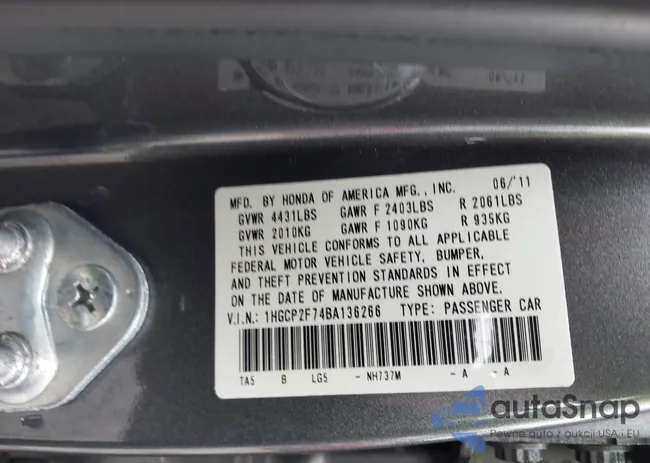 MFD. BY HONDA OF AMERICA MFG., INC. 06/'11
GVWR 4431LBS GAWR F 2403LBS R 2061LBS
GVWR 2010KG GAWR F 1090KG R 935KG
THIS VEHICLE CONFORMS TO ALL APPLICABLE
FEDERAL MOTOR VEHICLE SAFETY, BUMPER,
AND THEFT PREVENTION STANDARDS IN EFFECT
ON THE DATE OF MANUFACTURE SHOWN ABOVE.
V.I.N.: 1HGCP2F74BA136266 TYPE: PASSENGER CAR
TA5 B LG5 - NH737M - A - A
autoSnap
Pewne auta z aukcji USA i EU